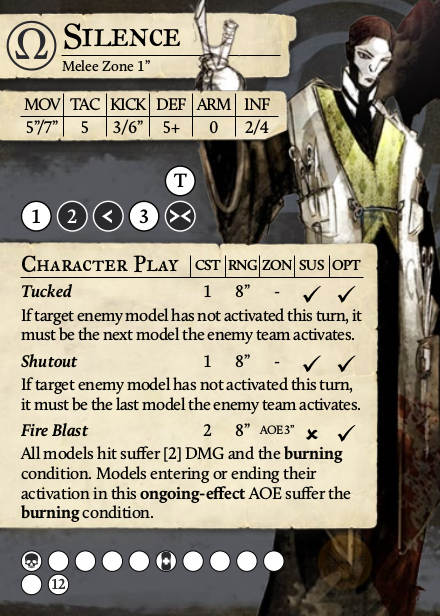 Ω SILENCE
Melee Zone 1”
MOV TAC KICK DEF ARM INF
5”/7” 5 3/6” 5+ 0 2/4
T
1 2 < 3 ><
CHARACTER PLAY CST RNG ZON SUS OPT
Tucked 1 8” - ✓ ✓
If target enemy model has not activated this turn, it
must be the next model the enemy team activates.
Shutout 1 8” - ✓ ✓
If target enemy model has not activated this turn,
it must be the last model the enemy team activates.
Fire Blast 2 8” AOE 3” ✗ ✓
All models hit suffer [2] DMG and the burning
condition. Models entering or ending their
activation in this ongoing-effect AOE suffer the
burning condition.
12